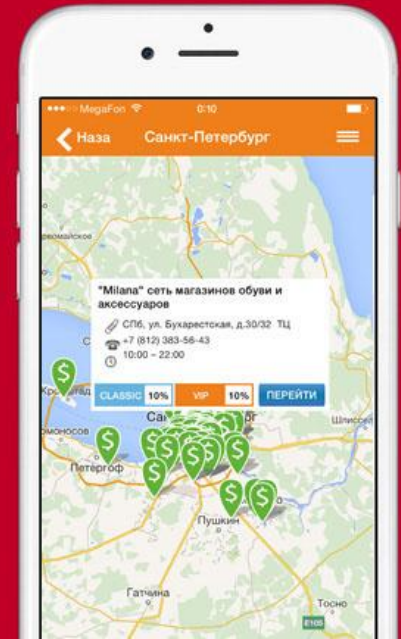 MegaFon
0:10
Наза
Санкт-Петербург
"Milana" сеть магазинов обуви и
аксессуаров
СПб, ул. Бухарестская, д.30/32 ТЦ
+7 (812) 383-56-43
10:00 – 22:00
CLASSIC 10% VIP 10% ПЕРЕЙТИ
Петергоф
Пушкин
Гатчина
Тосно
E105